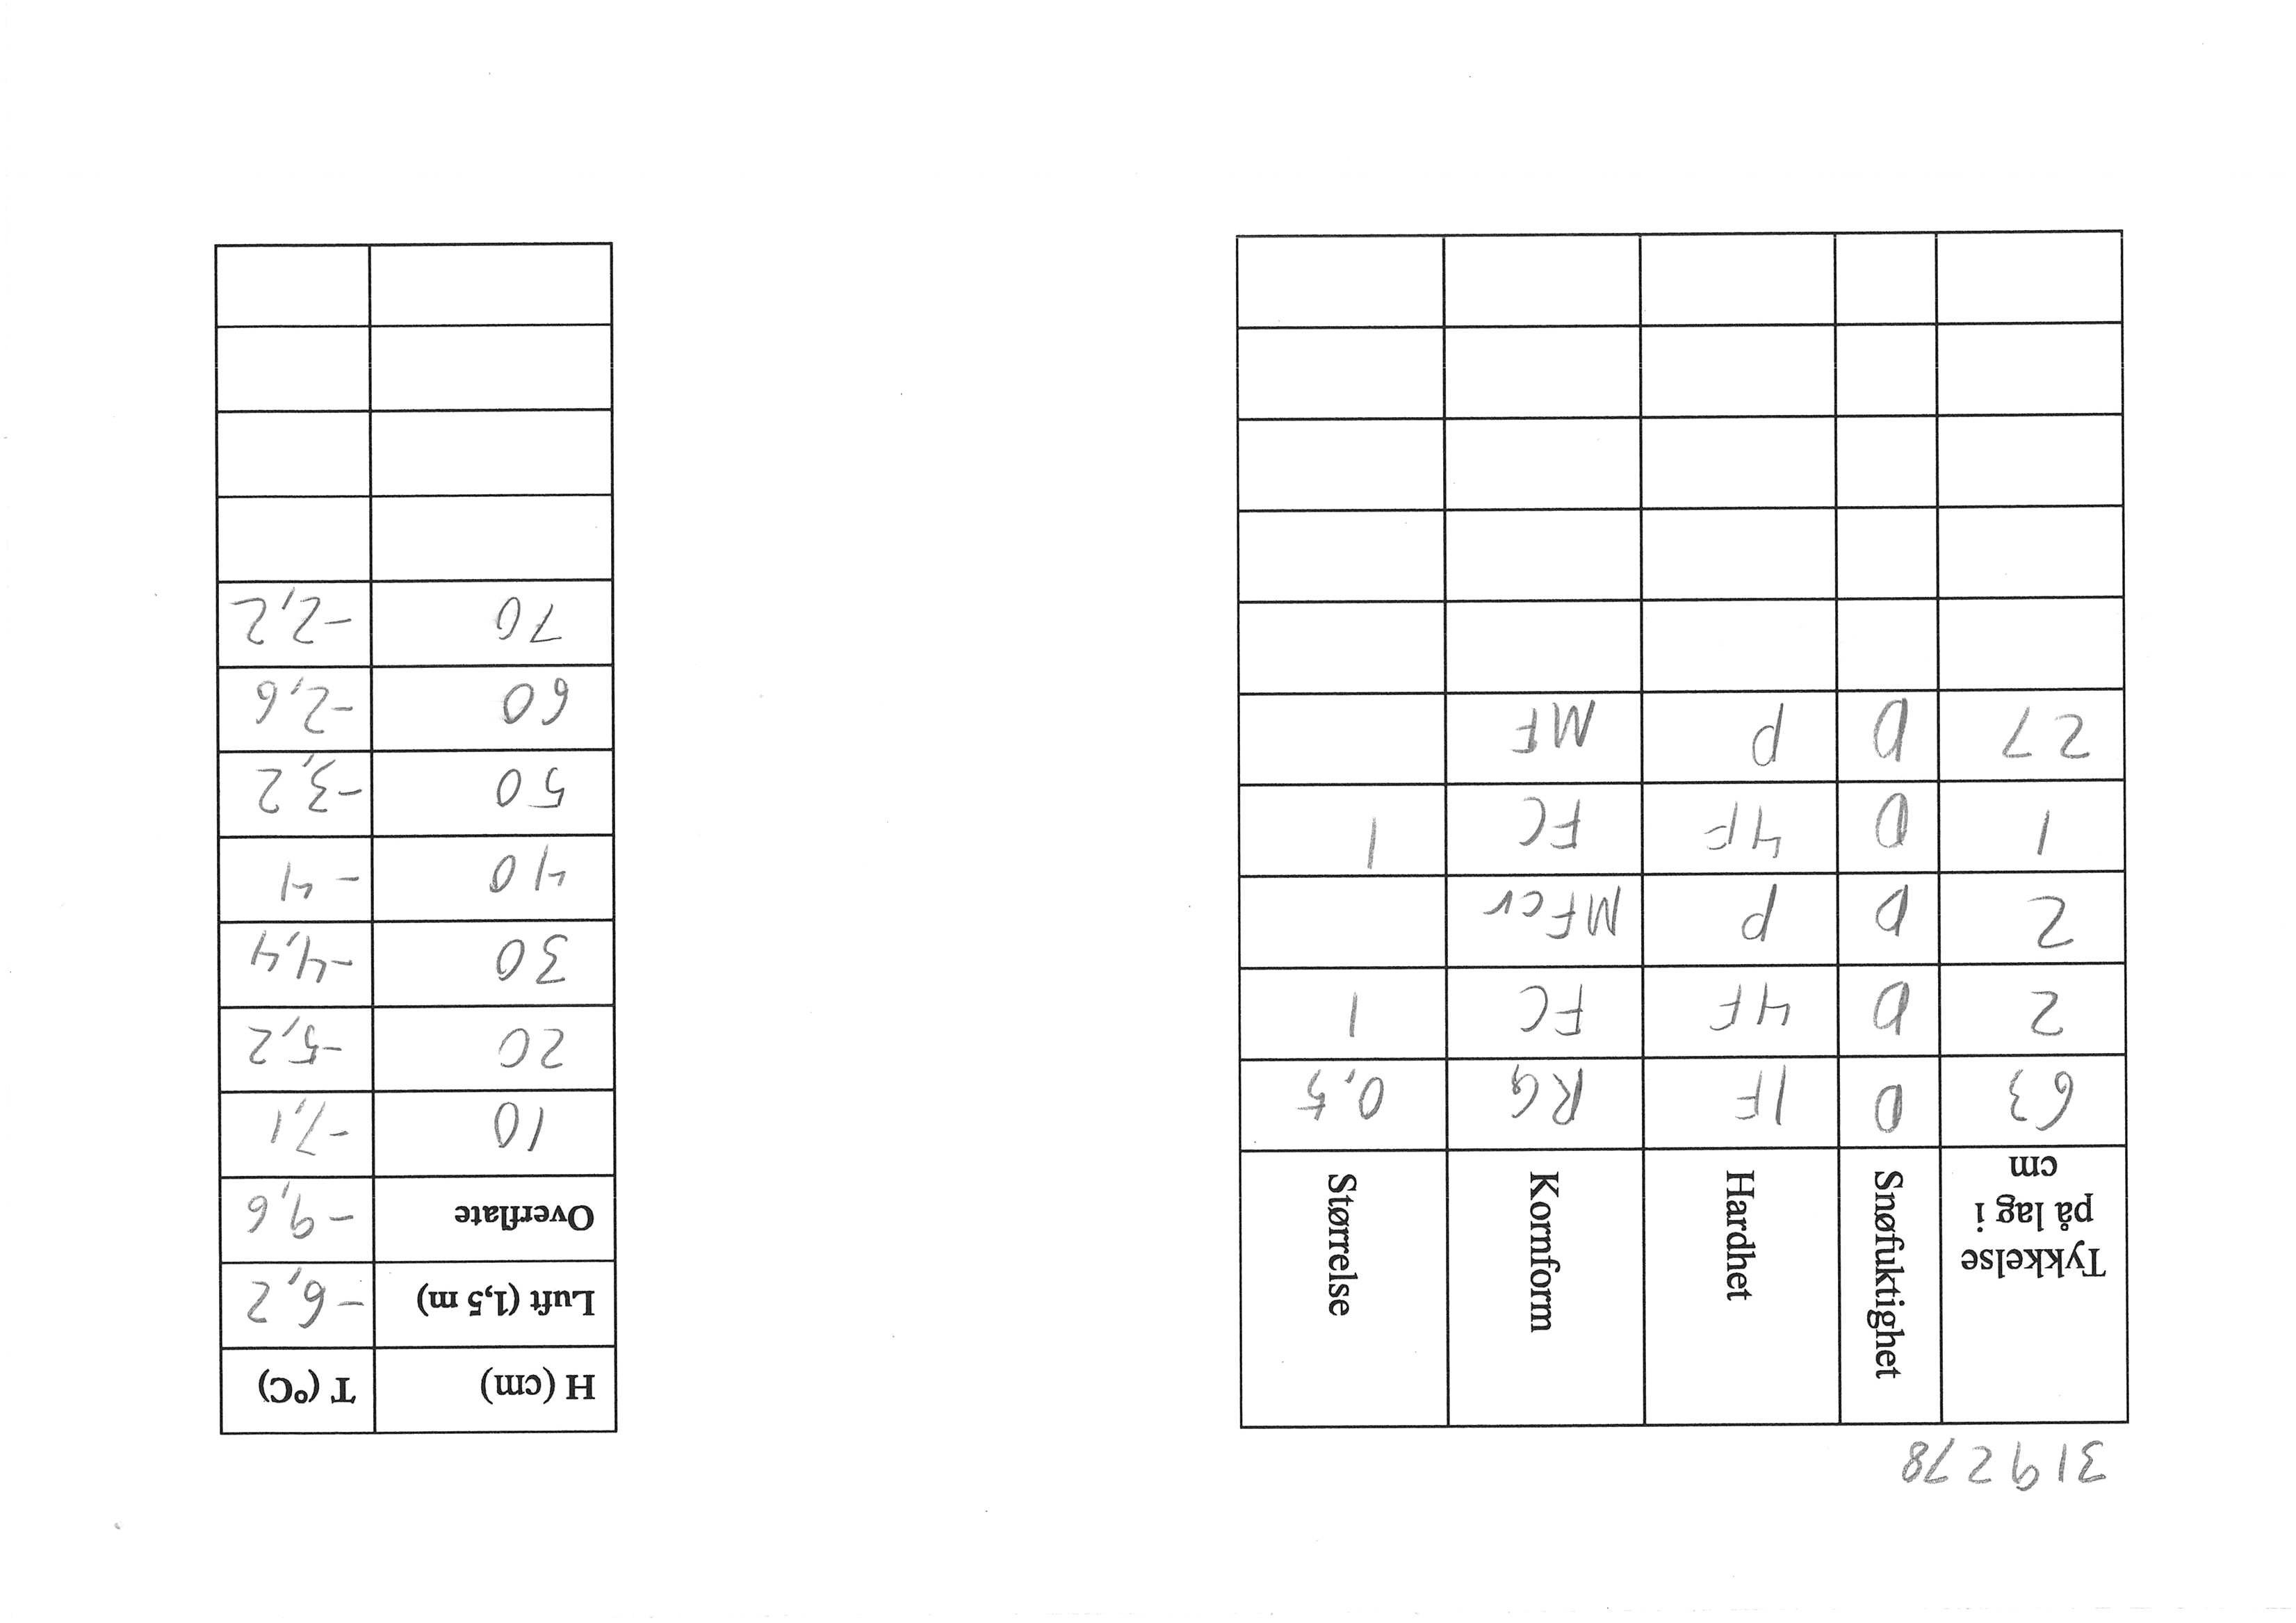 319278
Tykkelse på lag i cm Snøfuktighet Hardhet Kornform Størrelse
63 D 1F RG 0,5
2 D 4F FC 1
2 D P MFcr
1 D 4F FC 1
27 D P MF
H (cm) T (°C)
Luft (1,5 m) -6,2
Overflate -9,6
10 -7,1
20 -5,2
30 -4,4
40 -4
50 -3,2
60 -2,6
70 -2,2